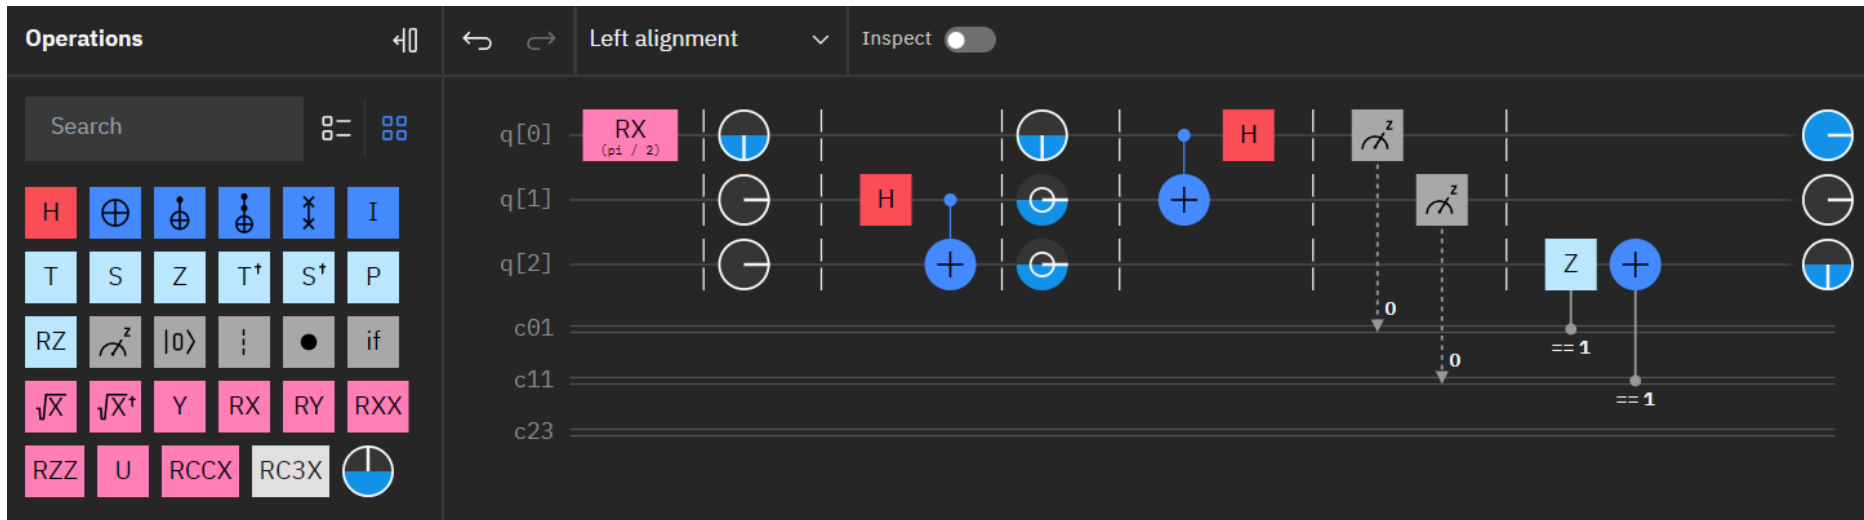 Operations
Left alignment
Inspect
Search
H
I
T
S
Z
T†
S†
P
RZ
z
|0⟩
if
√X
√X†
Y
RX
RY
RXX
RZZ
U
RCCX
RC3X
q[0]
RX
(pi / 2)
H
z
q[1]
H
z
q[2]
Z
c01
0
== 1
c11
0
== 1
c23